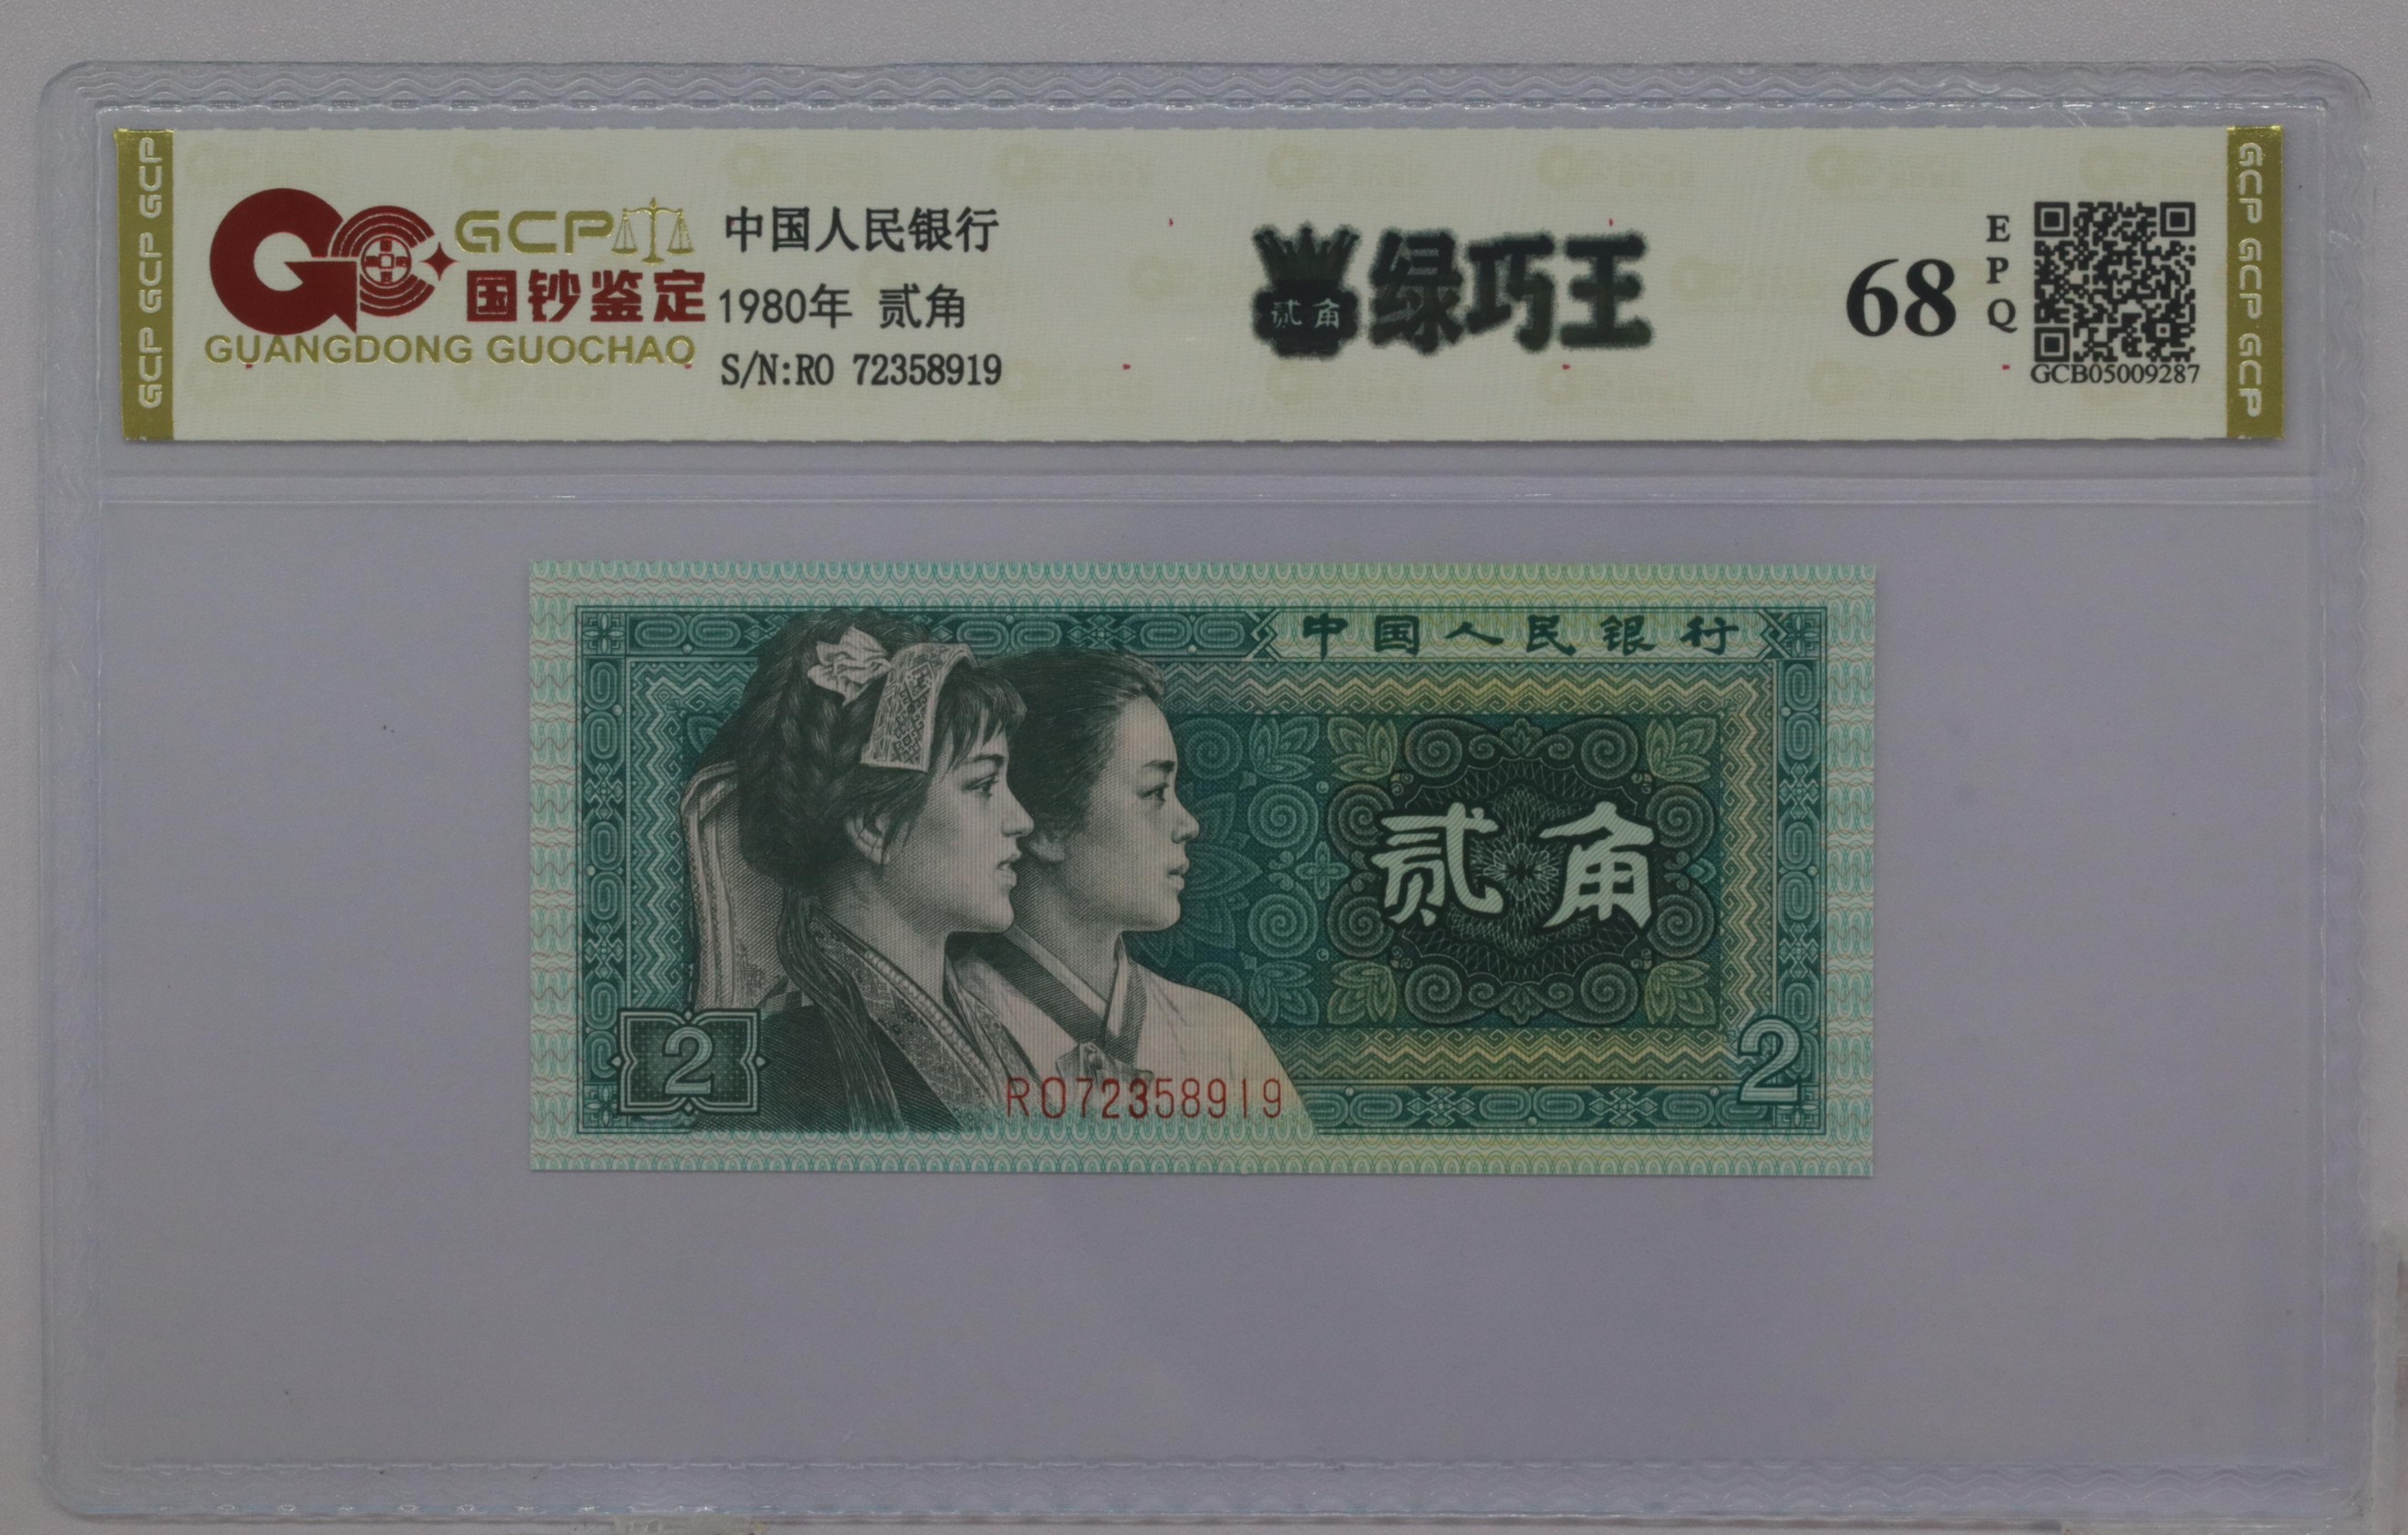 GCP GCP GCP
GCP
国钞鉴定
GUANGDONG GUOCHAO
中国人民银行
1980年 贰角
S/N:RO 72358919
贰角
绿巧王
68
EPQ
GCB05009287
GCP GCP GCP
中国人民银行
贰角
2
2
RO72358919